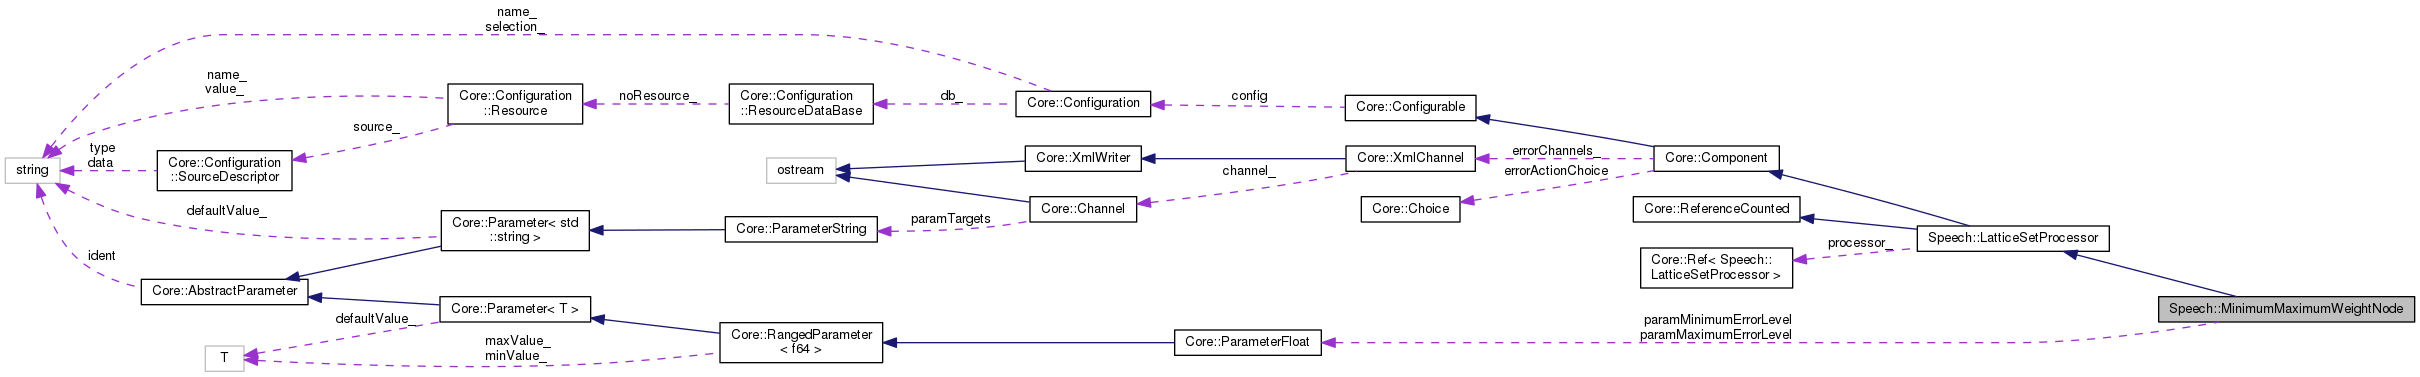 name_
selection_
name_
value_
Core::Configuration
::Resource
noResource_
Core::Configuration
::ResourceDataBase
db_
Core::Configuration
config
Core::Configurable
source_
type
data
string
Core::Configuration
::SourceDescriptor
ostream
Core::XmlWriter
Core::XmlChannel
errorChannels_
errorActionChoice
Core::Component
channel_
Core::Channel
Core::Choice
Core::ReferenceCounted
defaultValue_
Core::Parameter< std
::string >
Core::ParameterString
paramTargets
processor_
Speech::LatticeSetProcessor
Core::Ref< Speech::
LatticeSetProcessor >
ident
Core::AbstractParameter
Core::Parameter< T >
defaultValue_
T
maxValue_
minValue_
Core::RangedParameter
< f64 >
Core::ParameterFloat
paramMinimumErrorLevel
paramMaximumErrorLevel
Speech::MinimumMaximumWeightNode